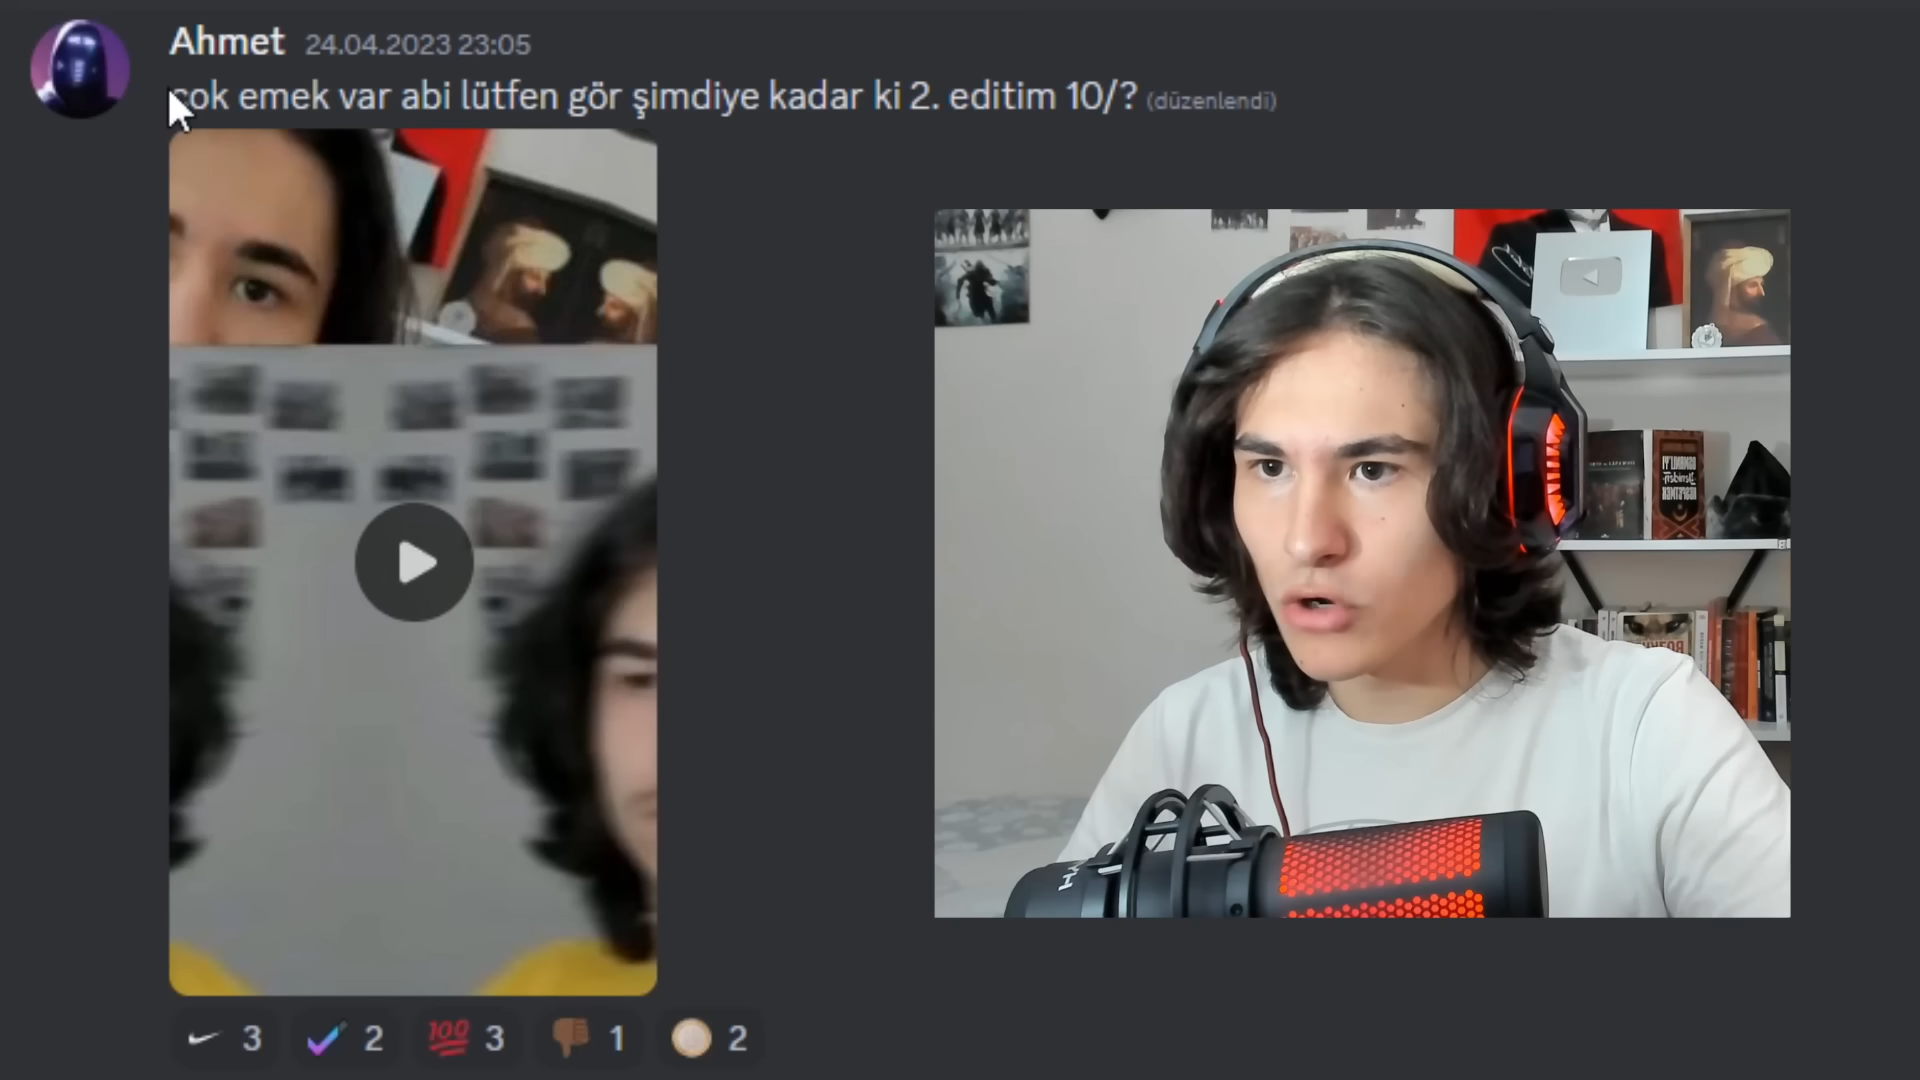 Ahmet 24.04.2023 23:05
çok emek var abi lütfen gör şimdiye kadar ki 2. editim 10/? (düzenlendi)
3 2 100 3 1 2